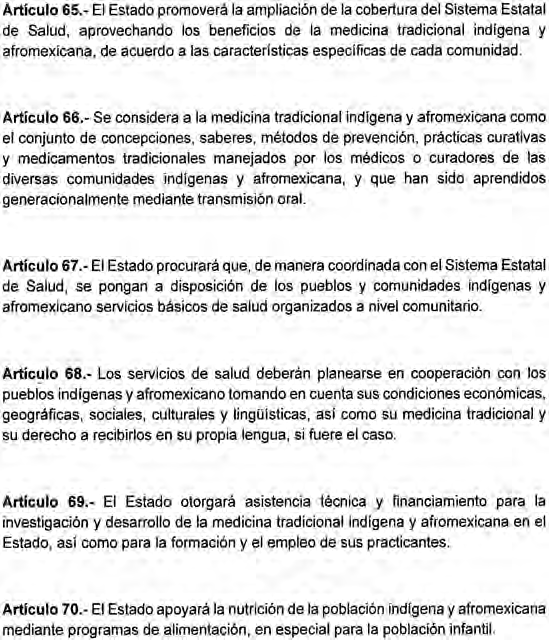 Artículo 65.- El Estado promoverá la ampliación de la cobertura del Sistema Estatal
de Salud, aprovechando los beneficios de la medicina tradicional indígena y
afromexicana, de acuerdo a las características específicas de cada comunidad.
Artículo 66.- Se considera a la medicina tradicional indígena y afromexicana como
el conjunto de concepciones, saberes, métodos de prevención, prácticas curativas
y medicamentos tradicionales manejados por los médicos o curadores de las
diversas comunidades indígenas y afromexicana, y que han sido aprendidos
generacionalmente mediante transmisión oral.
Artículo 67.- El Estado procurará que, de manera coordinada con el Sistema Estatal
de Salud, se pongan a disposición de los pueblos y comunidades indígenas y
afromexicano servicios básicos de salud organizados a nivel comunitario.
Artículo 68.- Los servicios de salud deberán planearse en cooperación con los
pueblos indígenas y afromexicano tomando en cuenta sus condiciones económicas,
geográficas, sociales, culturales y lingüísticas, así como su medicina tradicional y
su derecho a recibirlos en su propia lengua, si fuere el caso.
Artículo 69.- El Estado otorgará asistencia técnica y financiamiento para la
investigación y desarrollo de la medicina tradicional indígena y afromexicana en el
Estado, así como para la formación y el empleo de sus practicantes.
Artículo 70.- El Estado apoyará la nutrición de la población indígena y afromexicana
mediante programas de alimentación, en especial para la población infantil.